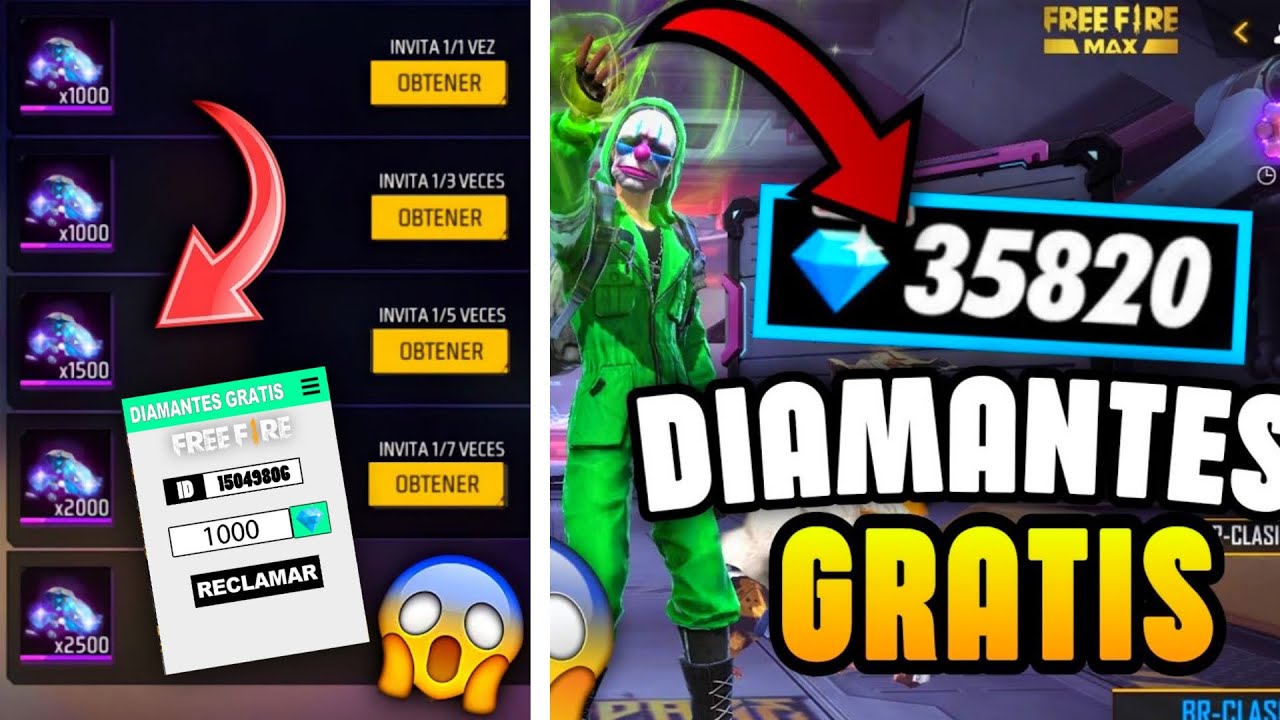 x1000
INVITA 1/1 VEZ
OBTENER
x1000
INVITA 1/3 VECES
OBTENER
x1500
INVITA 1/5 VECES
OBTENER
x2000
INVITA 1/7 VECES
OBTENER
x2500
DIAMANTES GRATIS
FREE FIRE
ID 15049806
1000
RECLAMAR
FREE FIRE
MAX
35820
DIAMANTES
GRATIS
BR-CLAS